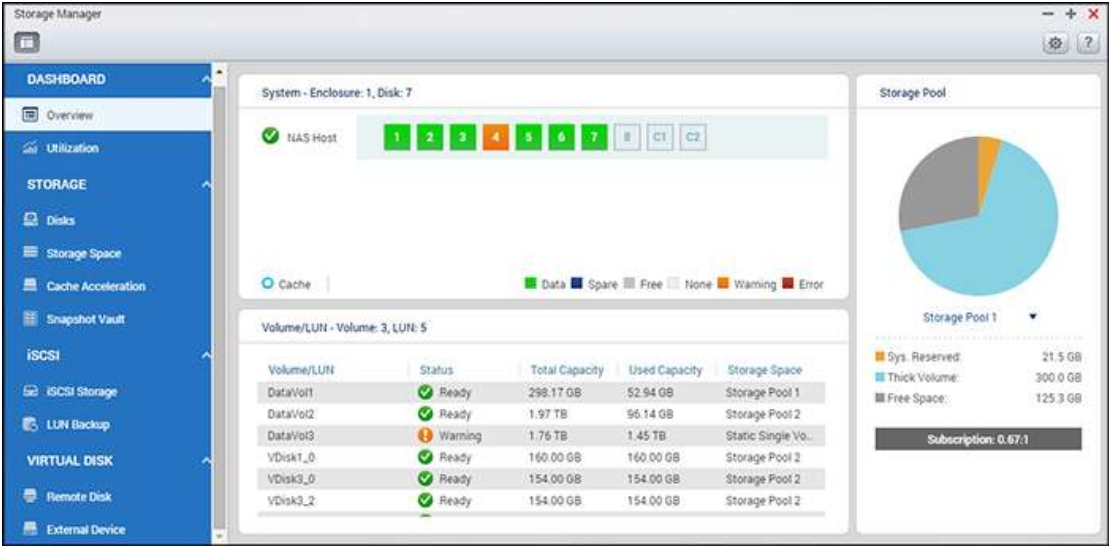 Storage Manager
DASHBOARD
Overview
Utilization
STORAGE
Disks
Storage Space
Cache Acceleration
Snapshot Vault
iSCSI
iSCSI Storage
LUN Backup
VIRTUAL DISK
Remote Disk
External Device
System - Enclosure: 1, Disk: 7
NAS Host 1 2 3 4 5 6 7 8 C1 C2
Cache Data Spare Free None Warning Error
Volume/LUN - Volume: 3, LUN: 5
Volume/LUN Status Total Capacity Used Capacity Storage Space
DataVol1 Ready 298.17 GB 52.94 GB Storage Pool 1
DataVol2 Ready 1.97 TB 96.14 GB Storage Pool 2
DataVol3 Warning 1.76 TB 1.45 TB Static Single Vo...
VDisk1_0 Ready 160.00 GB 160.00 GB Storage Pool 2
VDisk3_0 Ready 154.00 GB 154.00 GB Storage Pool 2
VDisk3_2 Ready 154.00 GB 154.00 GB Storage Pool 2
Storage Pool
Storage Pool 1
Sys. Reserved: 21.5 GB
Thick Volume: 300.0 GB
Free Space: 125.3 GB
Subscription: 0.67:1